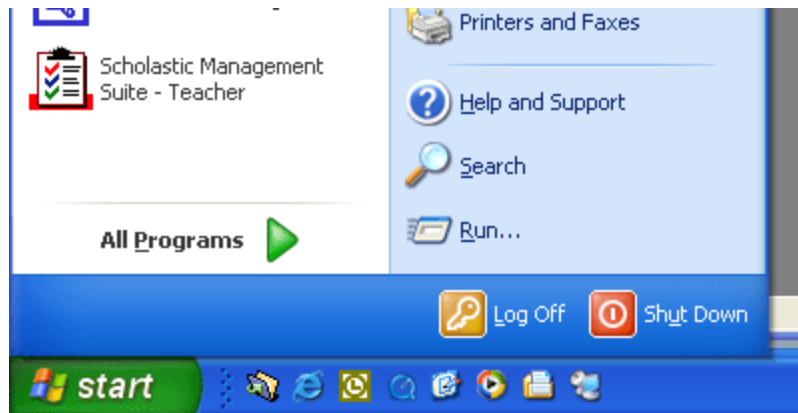 Printers and Faxes
Scholastic Management
Suite - Teacher
Help and Support
Search
All Programs
Run...
Log Off
Shut Down
start